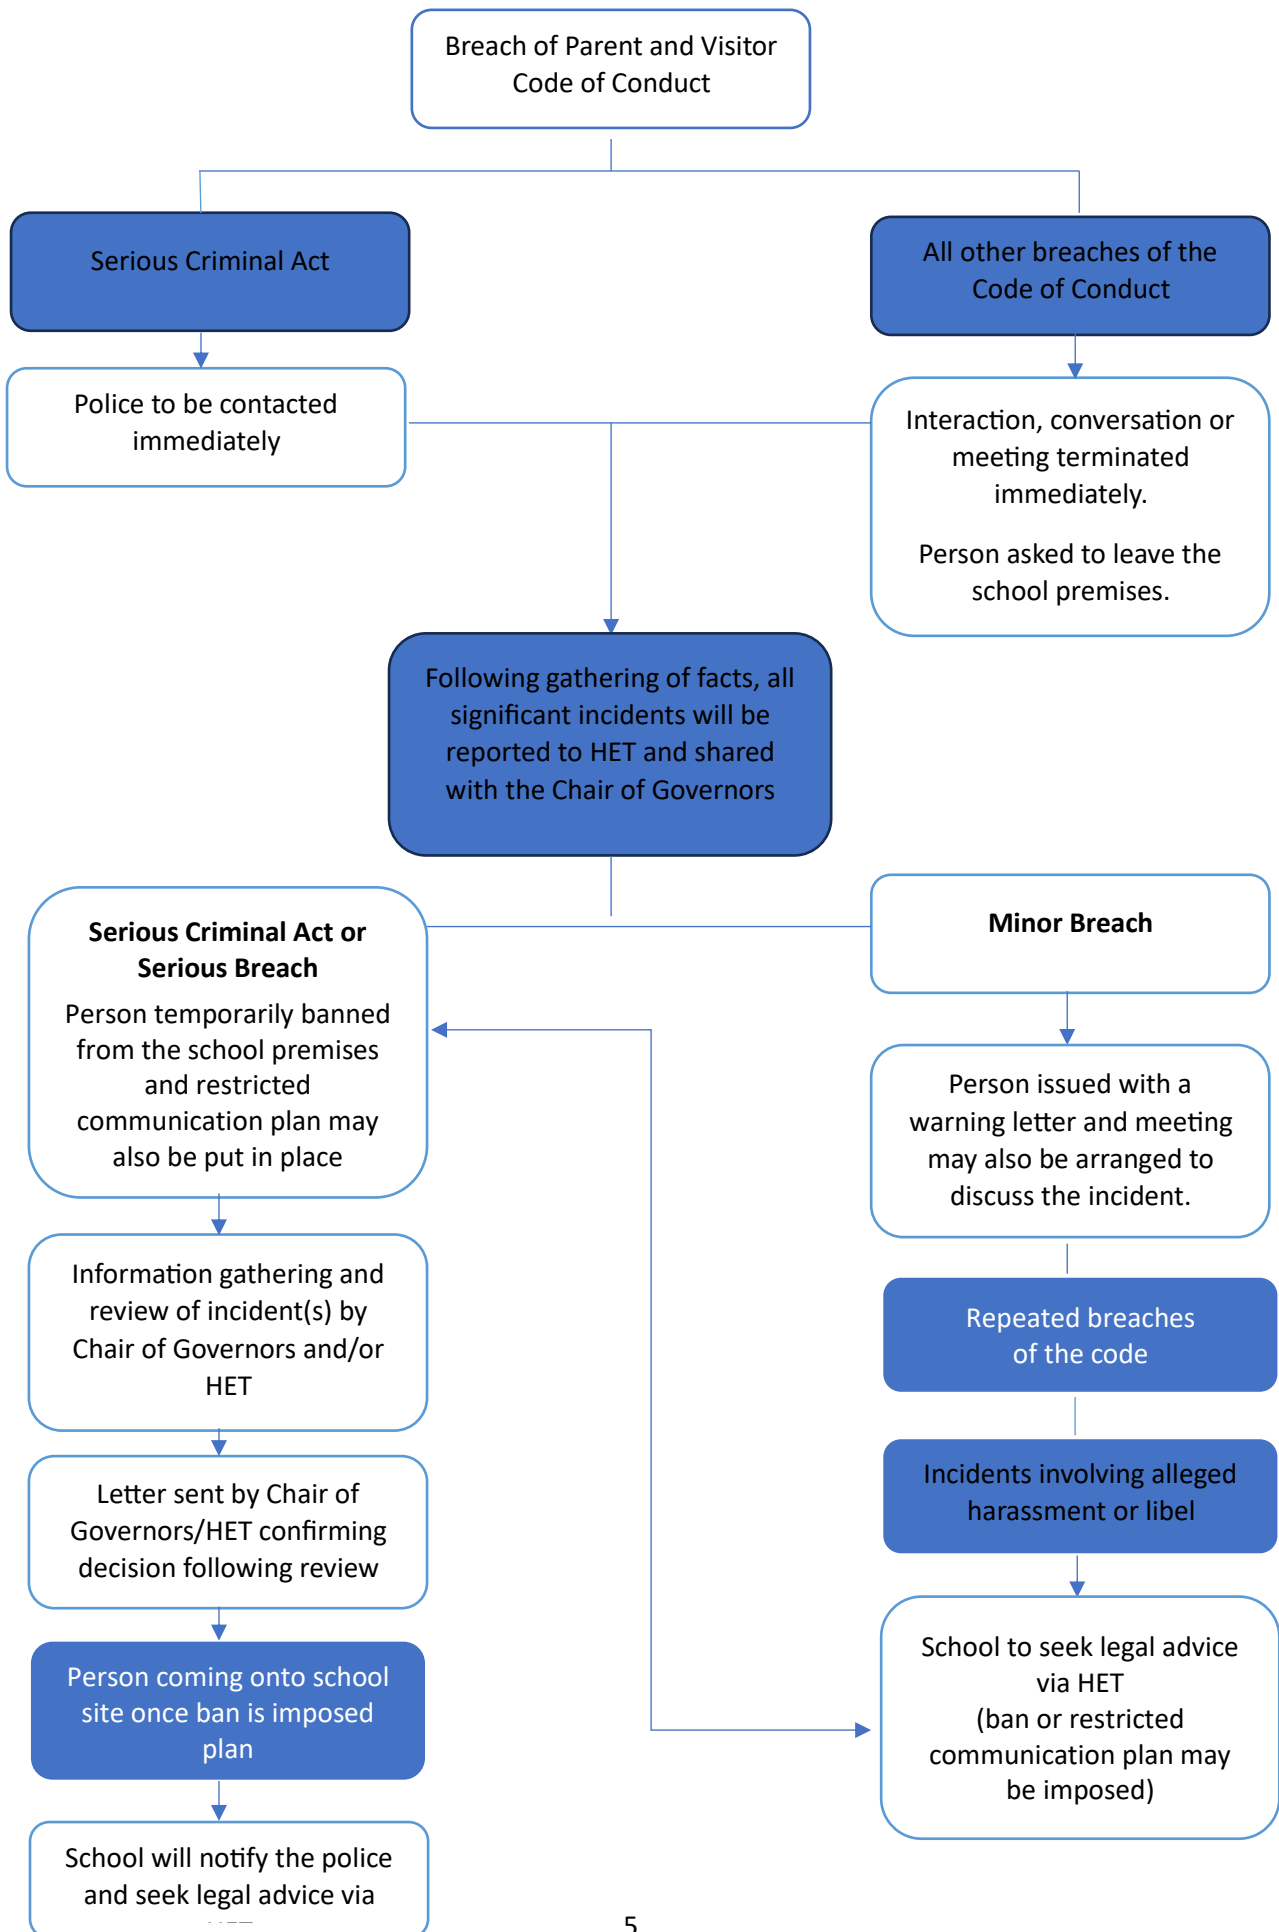 Breach of Parent and Visitor
Code of Conduct
Serious Criminal Act
All other breaches of the
Code of Conduct
Police to be contacted
immediately
Interaction, conversation or
meeting terminated
immediately.
Person asked to leave the
school premises.
Following gathering of facts, all
significant incidents will be
reported to HET and shared
with the Chair of Governors
Serious Criminal Act or
Serious Breach
Person temporarily banned
from the school premises
and restricted
communication plan may
also be put in place
Minor Breach
Person issued with a
warning letter and meeting
may also be arranged to
discuss the incident.
Information gathering and
review of incident(s) by
Chair of Governors and/or
HET
Repeated breaches
of the code
Letter sent by Chair of
Governors/HET confirming
decision following review
Incidents involving alleged
harassment or libel
Person coming onto school
site once ban is imposed
plan
School to seek legal advice
via HET
(ban or restricted
communication plan may
be imposed)
School will notify the police
and seek legal advice via
5